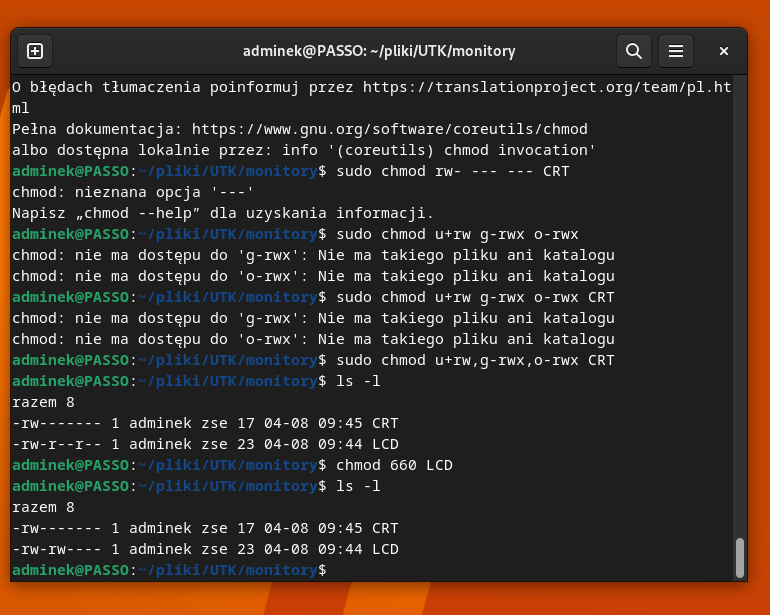 adminek@PASSO: ~/pliki/UTK/monitory
O błędach tłumaczenia poinformuj przez https://translationproject.org/team/pl.ht
ml
Pełna dokumentacja: https://www.gnu.org/software/coreutils/chmod
albo dostępna lokalnie przez: info '(coreutils) chmod invocation'
adminek@PASSO:~/pliki/UTK/monitory$ sudo chmod rw- --- --- CRT
chmod: nieznana opcja '---'
Napisz „chmod --help” dla uzyskania informacji.
adminek@PASSO:~/pliki/UTK/monitory$ sudo chmod u+rw g-rwx o-rwx
chmod: nie ma dostępu do 'g-rwx': Nie ma takiego pliku ani katalogu
chmod: nie ma dostępu do 'o-rwx': Nie ma takiego pliku ani katalogu
adminek@PASSO:~/pliki/UTK/monitory$ sudo chmod u+rw g-rwx o-rwx CRT
chmod: nie ma dostępu do 'g-rwx': Nie ma takiego pliku ani katalogu
chmod: nie ma dostępu do 'o-rwx': Nie ma takiego pliku ani katalogu
adminek@PASSO:~/pliki/UTK/monitory$ sudo chmod u+rw,g-rwx,o-rwx CRT
adminek@PASSO:~/pliki/UTK/monitory$ ls -l
razem 8
-rw------- 1 adminek zse 17 04-08 09:45 CRT
-rw-r--r-- 1 adminek zse 23 04-08 09:44 LCD
adminek@PASSO:~/pliki/UTK/monitory$ chmod 660 LCD
adminek@PASSO:~/pliki/UTK/monitory$ ls -l
razem 8
-rw------- 1 adminek zse 17 04-08 09:45 CRT
-rw-rw---- 1 adminek zse 23 04-08 09:44 LCD
adminek@PASSO:~/pliki/UTK/monitory$